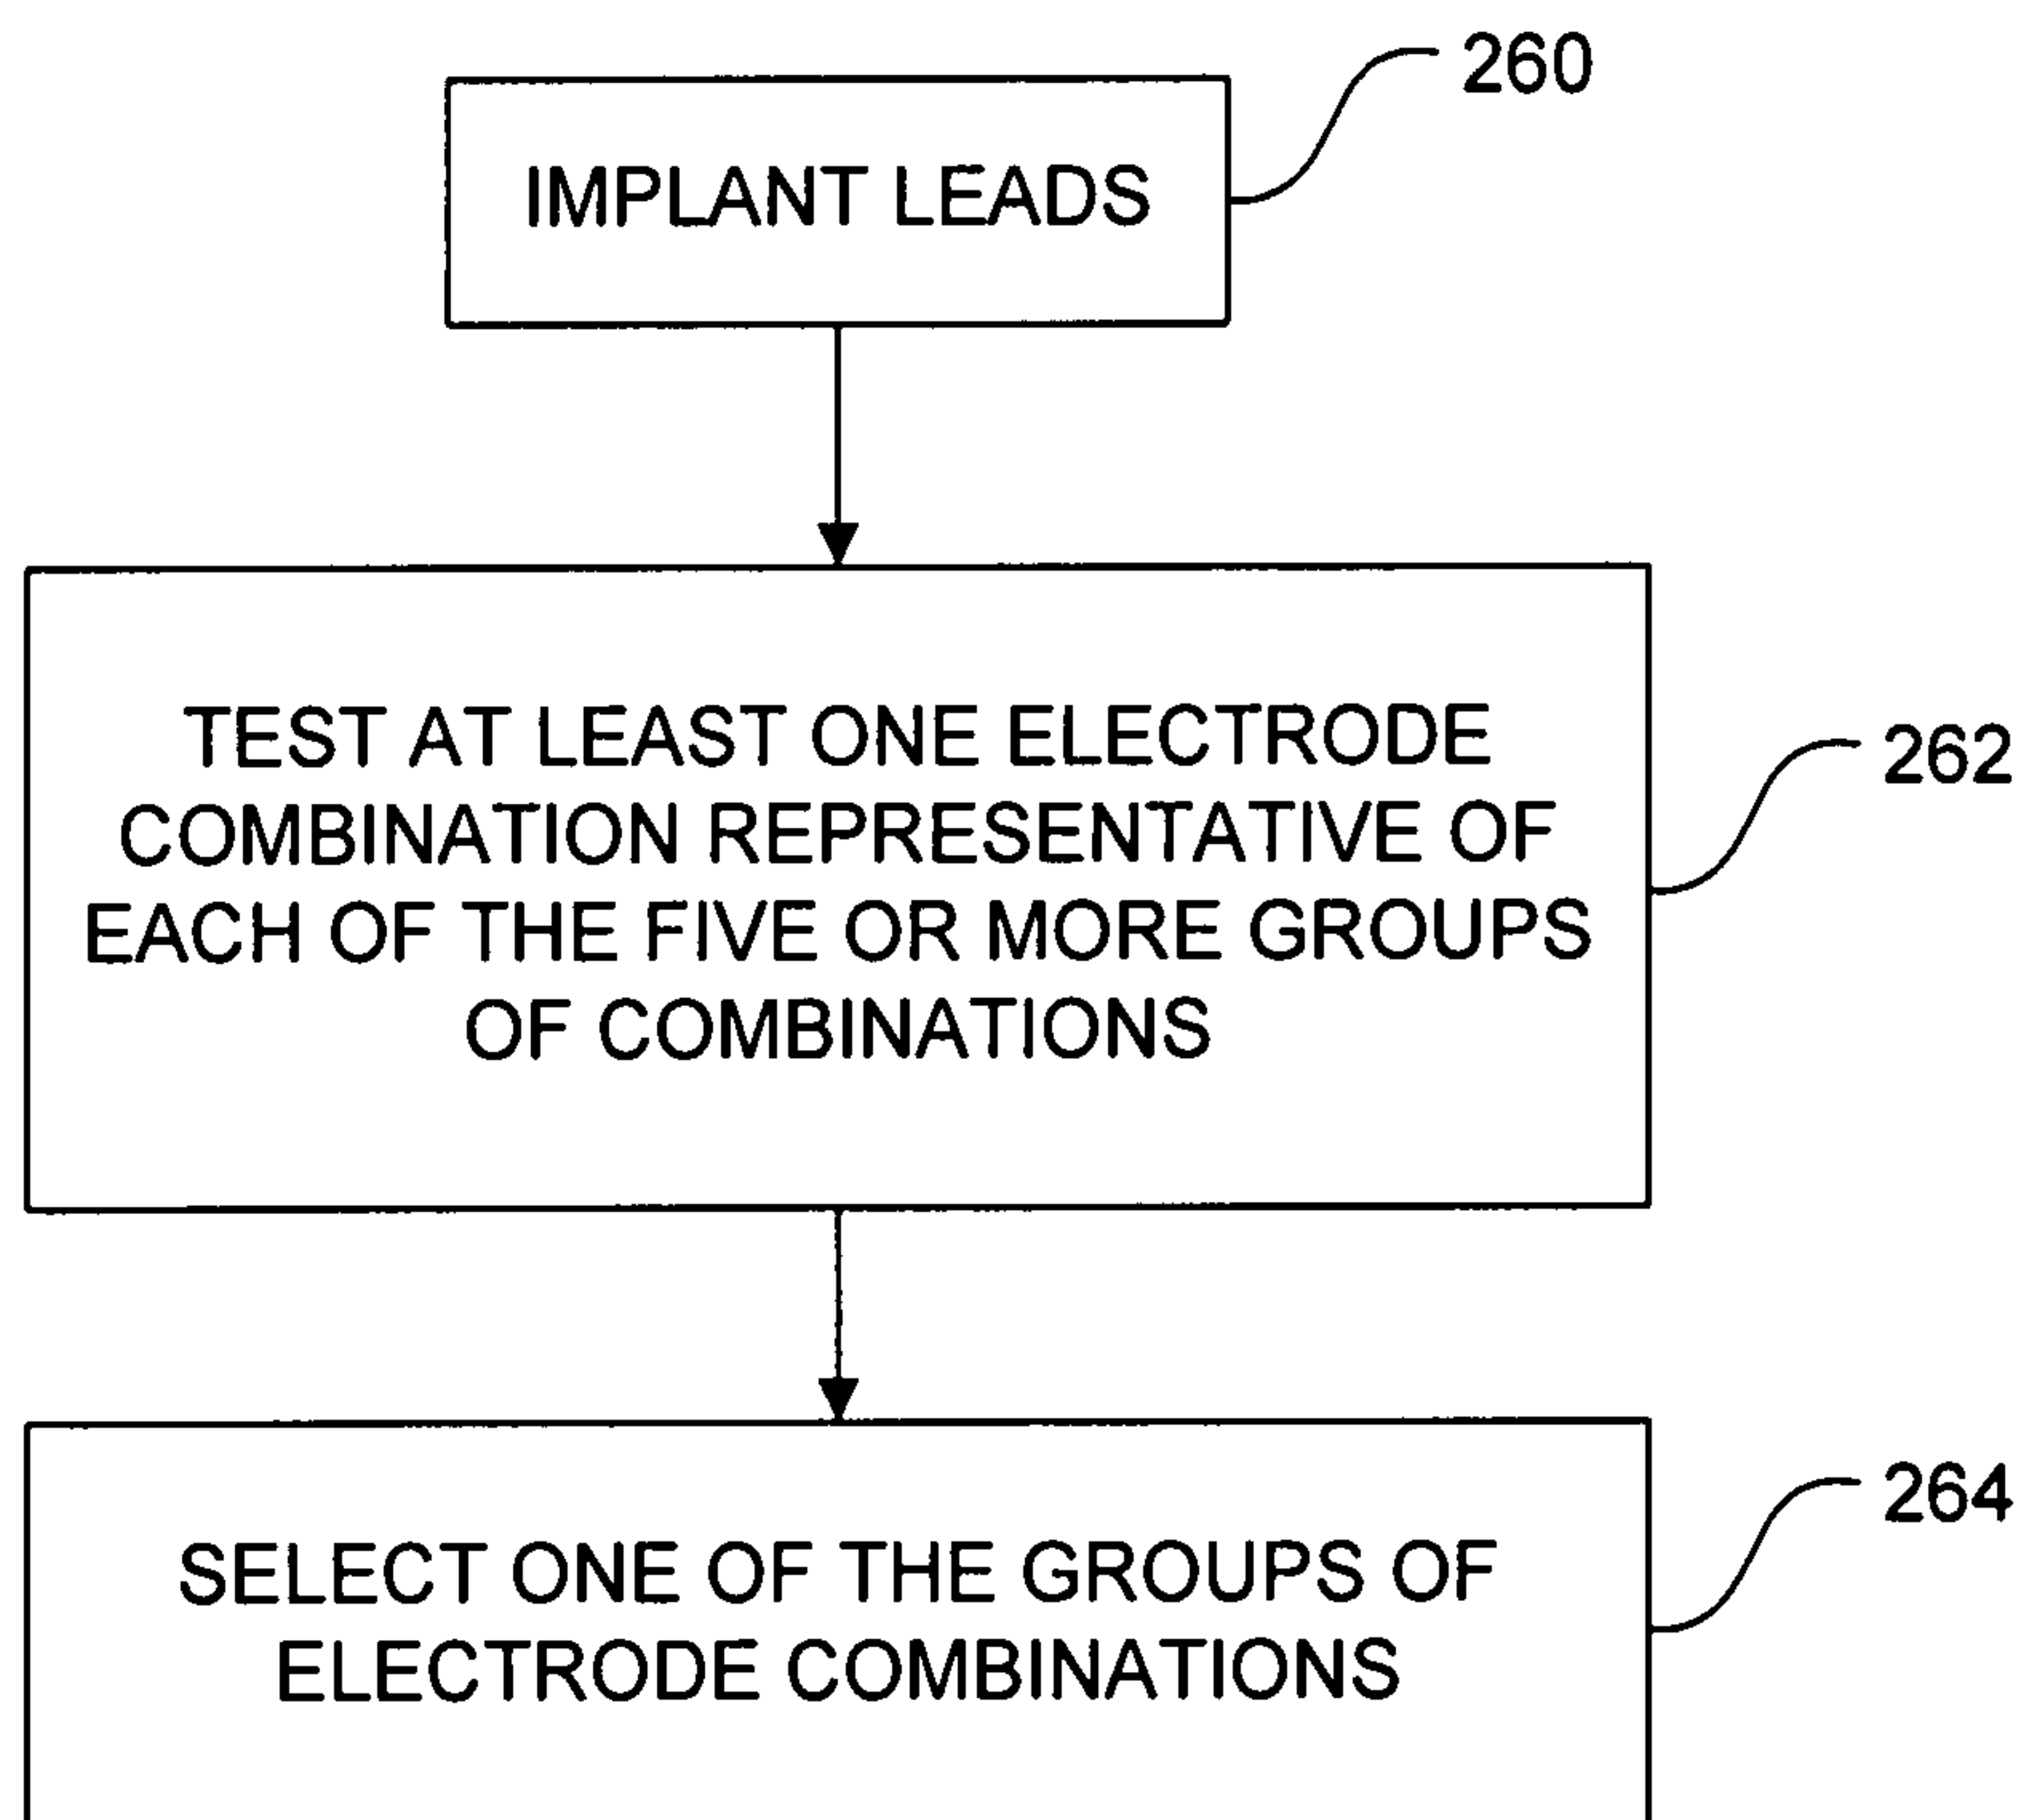 260
IMPLANT LEADS
TEST AT LEAST ONE ELECTRODE
COMBINATION REPRESENTATIVE OF
EACH OF THE FIVE OR MORE GROUPS
OF COMBINATIONS
262
SELECT ONE OF THE GROUPS OF
ELECTRODE COMBINATIONS
264